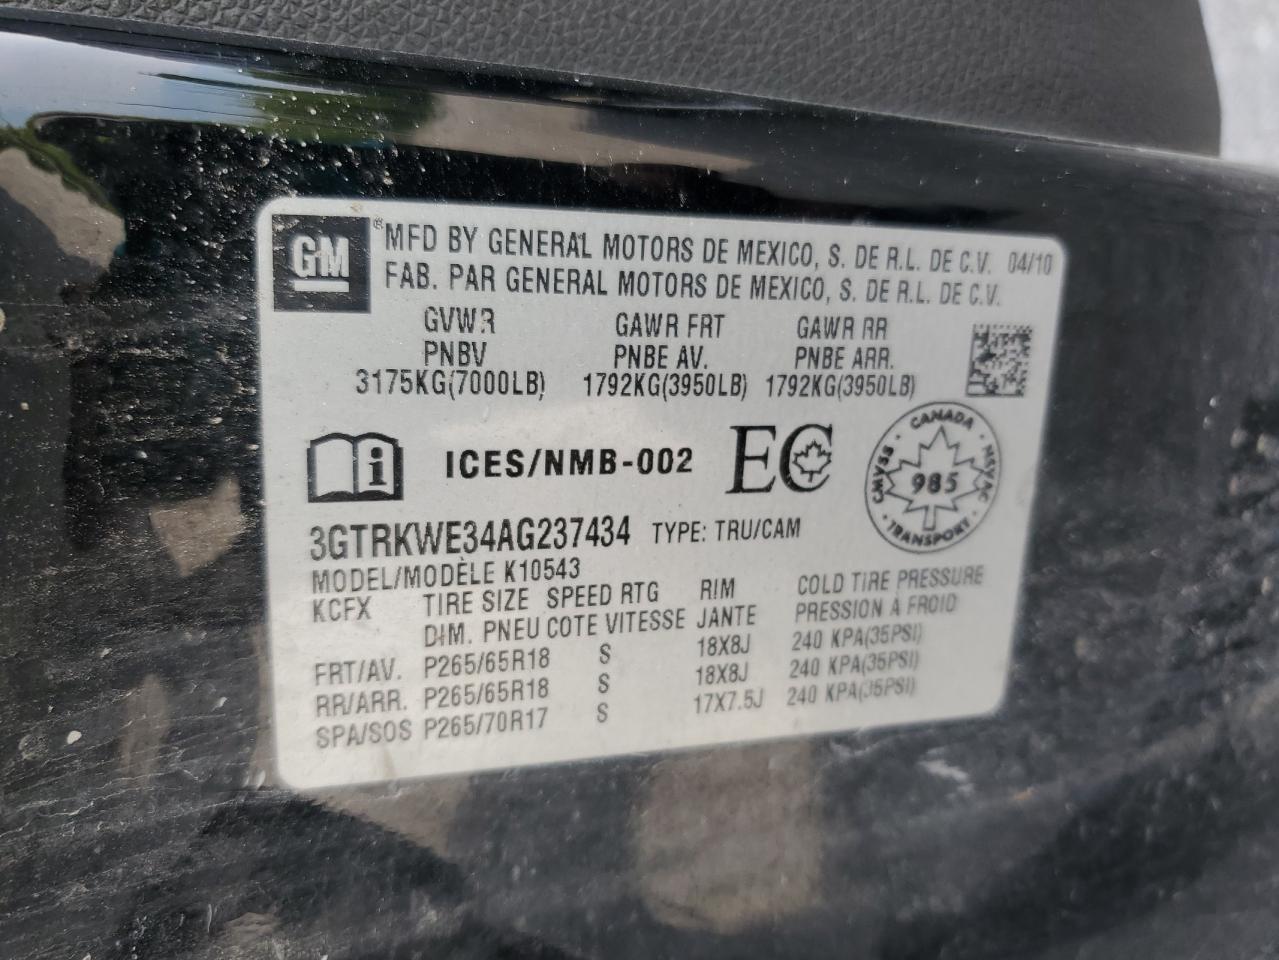 GM
® MFD BY GENERAL MOTORS DE MEXICO, S. DE R.L. DE C.V. 04/10
FAB. PAR GENERAL MOTORS DE MEXICO, S. DE R.L. DE C.V.
GVWR GAWR FRT GAWR RR
PNBV PNBE AV. PNBE ARR.
3175KG(7000LB) 1792KG(3950LB) 1792KG(3950LB)
i ICES/NMB-002 EC
CANADA
CMVSS 985 NSVAC
TRANSPORT
3GTRKWE34AG237434 TYPE: TRU/CAM
MODEL/MODÈLE K10543
KCFX TIRE SIZE SPEED RTG RIM COLD TIRE PRESSURE
DIM. PNEU COTE VITESSE JANTE PRESSION À FROID
FRT/AV. P265/65R18 S 18X8J 240 KPA(35PSI)
RR/ARR. P265/65R18 S 18X8J 240 KPA(35PSI)
SPA/SOS P265/70R17 S 17X7.5J 240 KPA(35PSI)